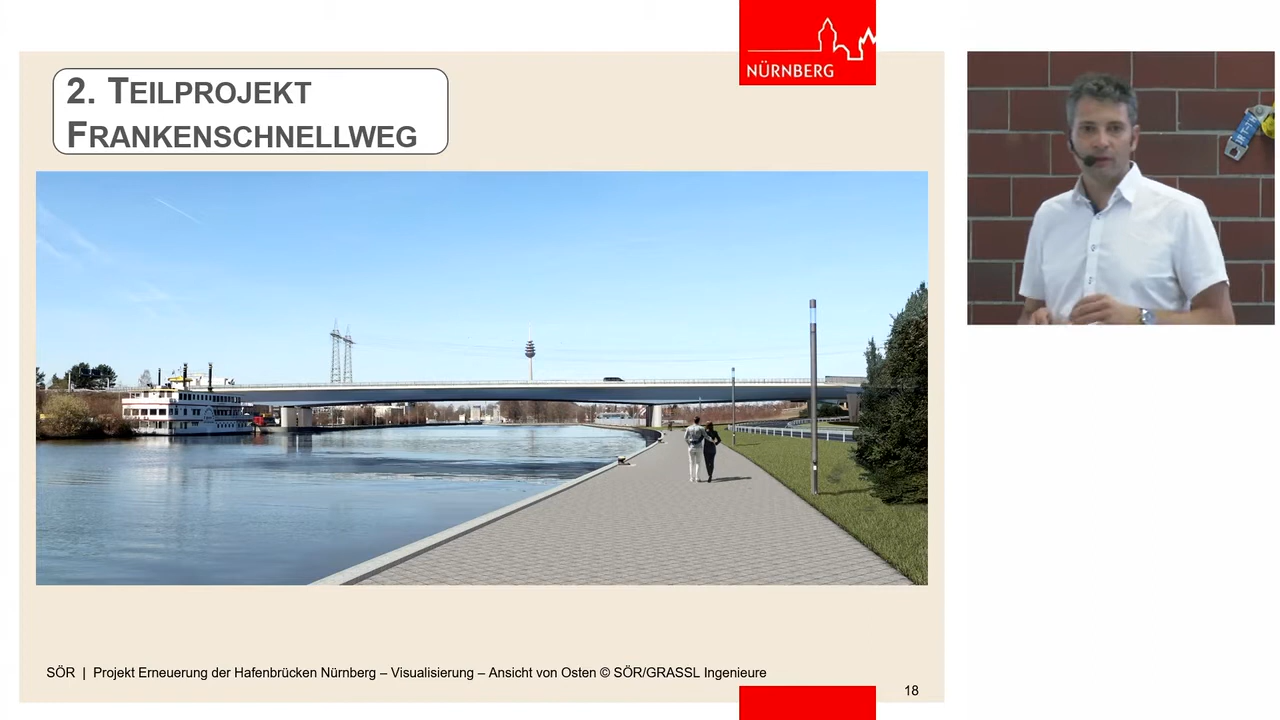 NÜRNBERG
2. TEILPROJEKT
FRANKENSCHNELLWEG
SÖR | Projekt Erneuerung der Hafenbrücken Nürnberg – Visualisierung – Ansicht von Osten © SÖR/GRASSL Ingenieure
18